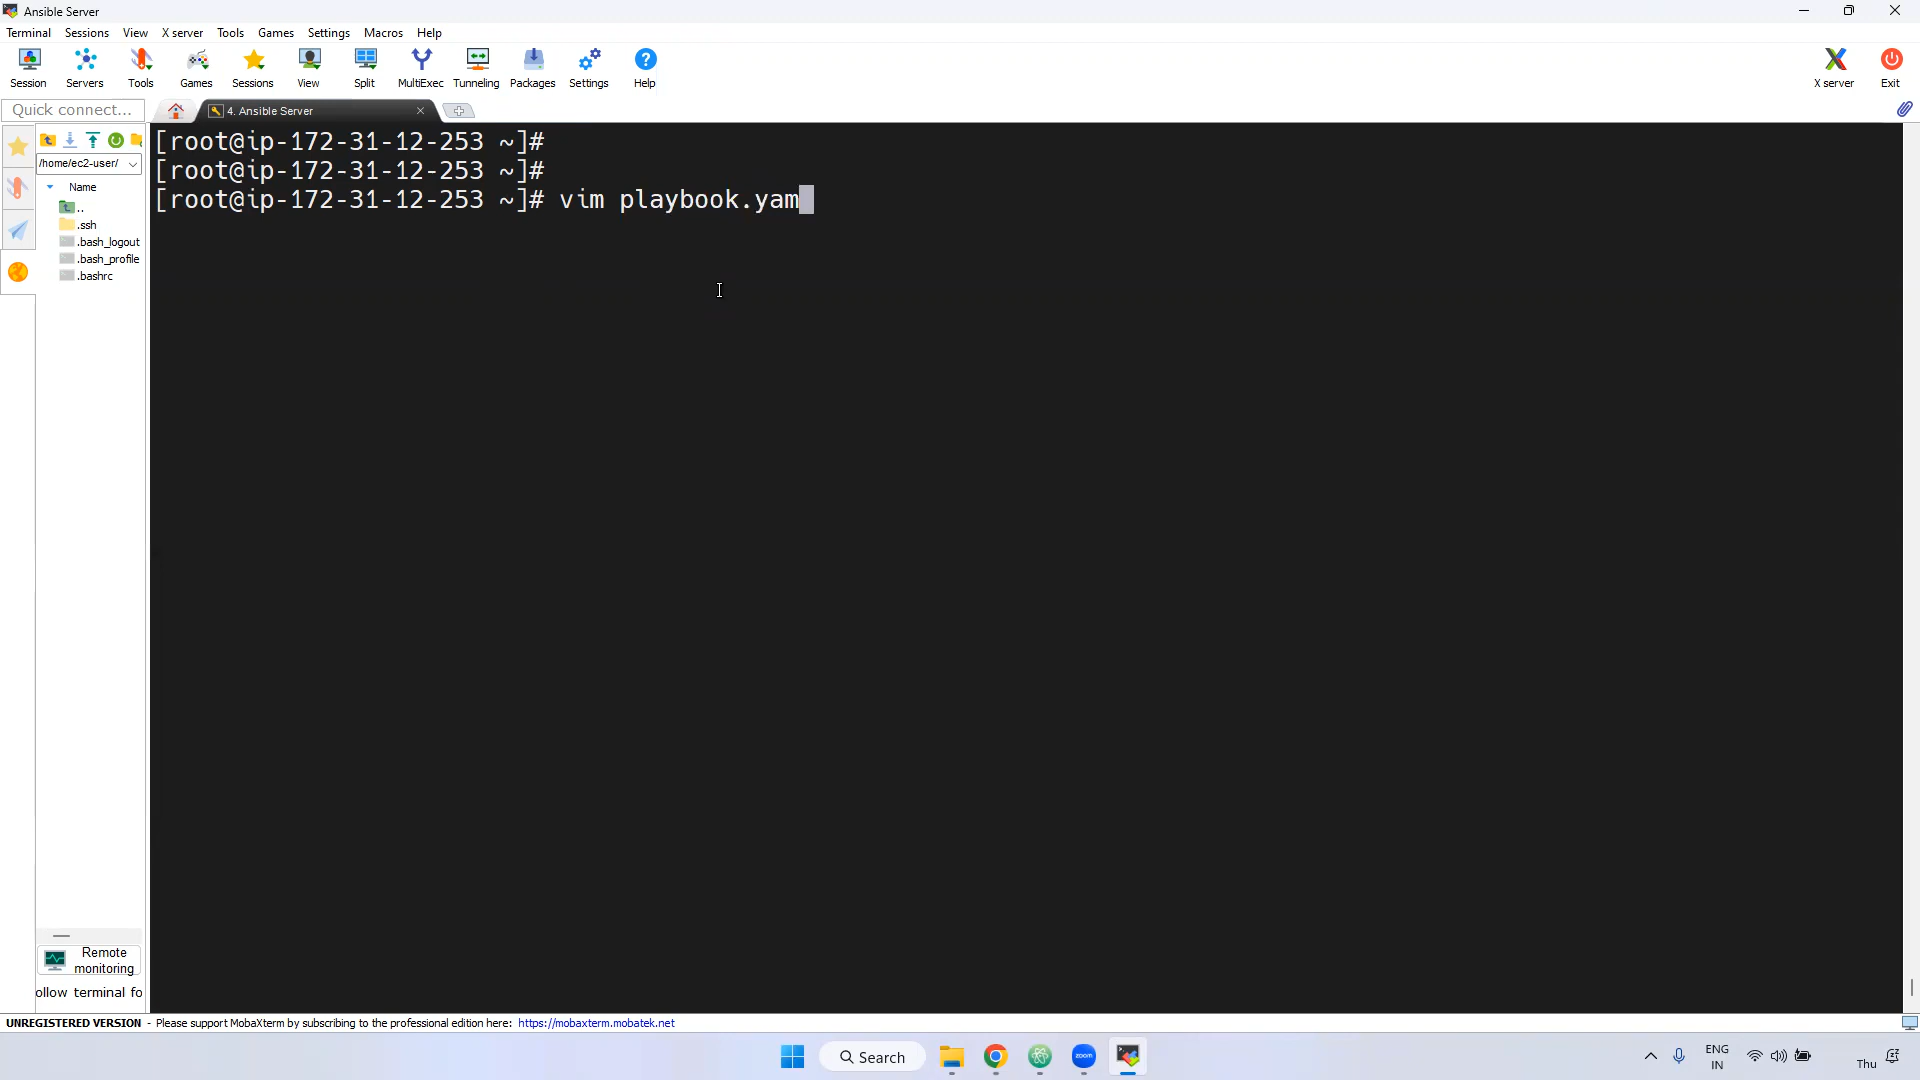 Ansible Server
Terminal Sessions View X server Tools Games Settings Macros Help
Session Servers Tools Games Sessions View Split MultiExec Tunneling Packages Settings Help X server Exit
Quick connect... 4. Ansible Server
[root@ip-172-31-12-253 ~]#
/home/ec2-user/
[root@ip-172-31-12-253 ~]#
Name
[root@ip-172-31-12-253 ~]# vim playbook.yam
..
.ssh
.bash_logout
.bash_profile
.bashrc
Remote
monitoring
ollow terminal fo
UNREGISTERED VERSION - Please support MobaXterm by subscribing to the professional edition here: https://mobaxterm.mobatek.net
Search
zoom
ENG
IN
Thu